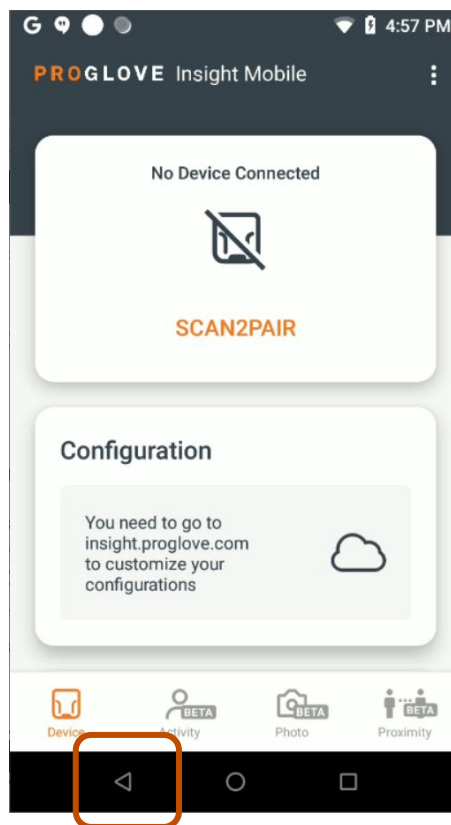 G 4:57 PM
PROGLOVE Insight Mobile
No Device Connected
SCAN2PAIR
Configuration
You need to go to
insight.proglove.com
to customize your
configurations
BETA BETA BETA
Device Activity Photo Proximity